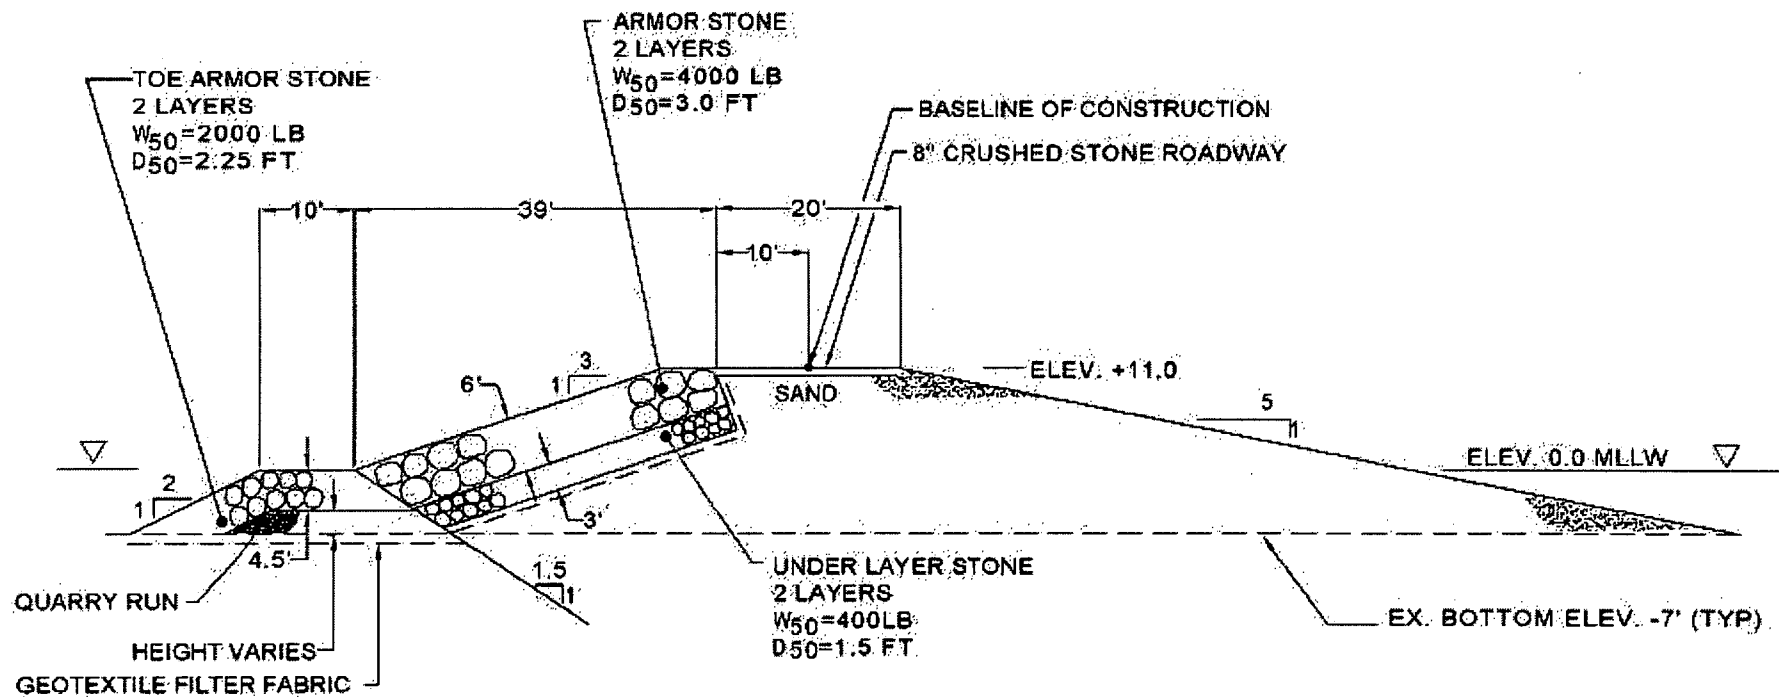 ARMOR STONE
2 LAYERS
W50=4000 LB
D50=3.0 FT
TOE ARMOR STONE
2 LAYERS
W50=2000 LB
D50=2.25 FT
BASELINE OF CONSTRUCTION
8" CRUSHED STONE ROADWAY
10'
39'
20'
10'
3
1
6'
ELEV. +11.0
SAND
5
1
ELEV. 0.0 MLLW
2
1
3'
4.5'
1.5
1
UNDER LAYER STONE
2 LAYERS
W50=400LB
D50=1.5 FT
QUARRY RUN
EX. BOTTOM ELEV. -7' (TYP)
HEIGHT VARIES
GEOTEXTILE FILTER FABRIC